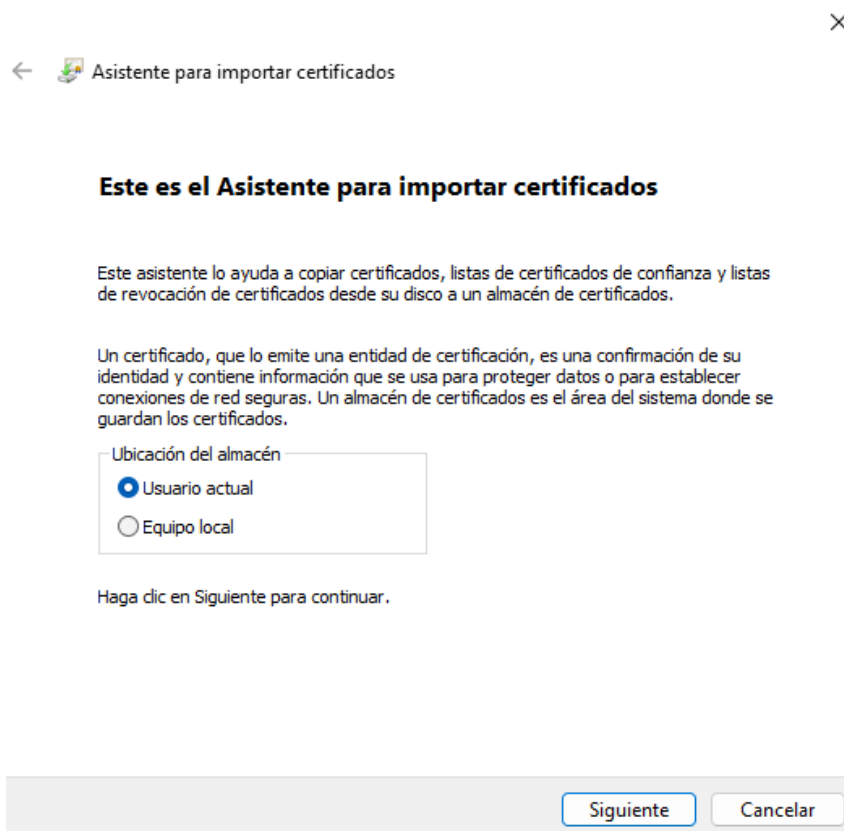 Asistente para importar certificados
Este es el Asistente para importar certificados
Este asistente lo ayuda a copiar certificados, listas de certificados de confianza y listas
de revocación de certificados desde su disco a un almacén de certificados.
Un certificado, que lo emite una entidad de certificación, es una confirmación de su
identidad y contiene información que se usa para proteger datos o para establecer
conexiones de red seguras. Un almacén de certificados es el área del sistema donde se
guardan los certificados.
Ubicación del almacén
Usuario actual
Equipo local
Haga clic en Siguiente para continuar.
Siguiente
Cancelar